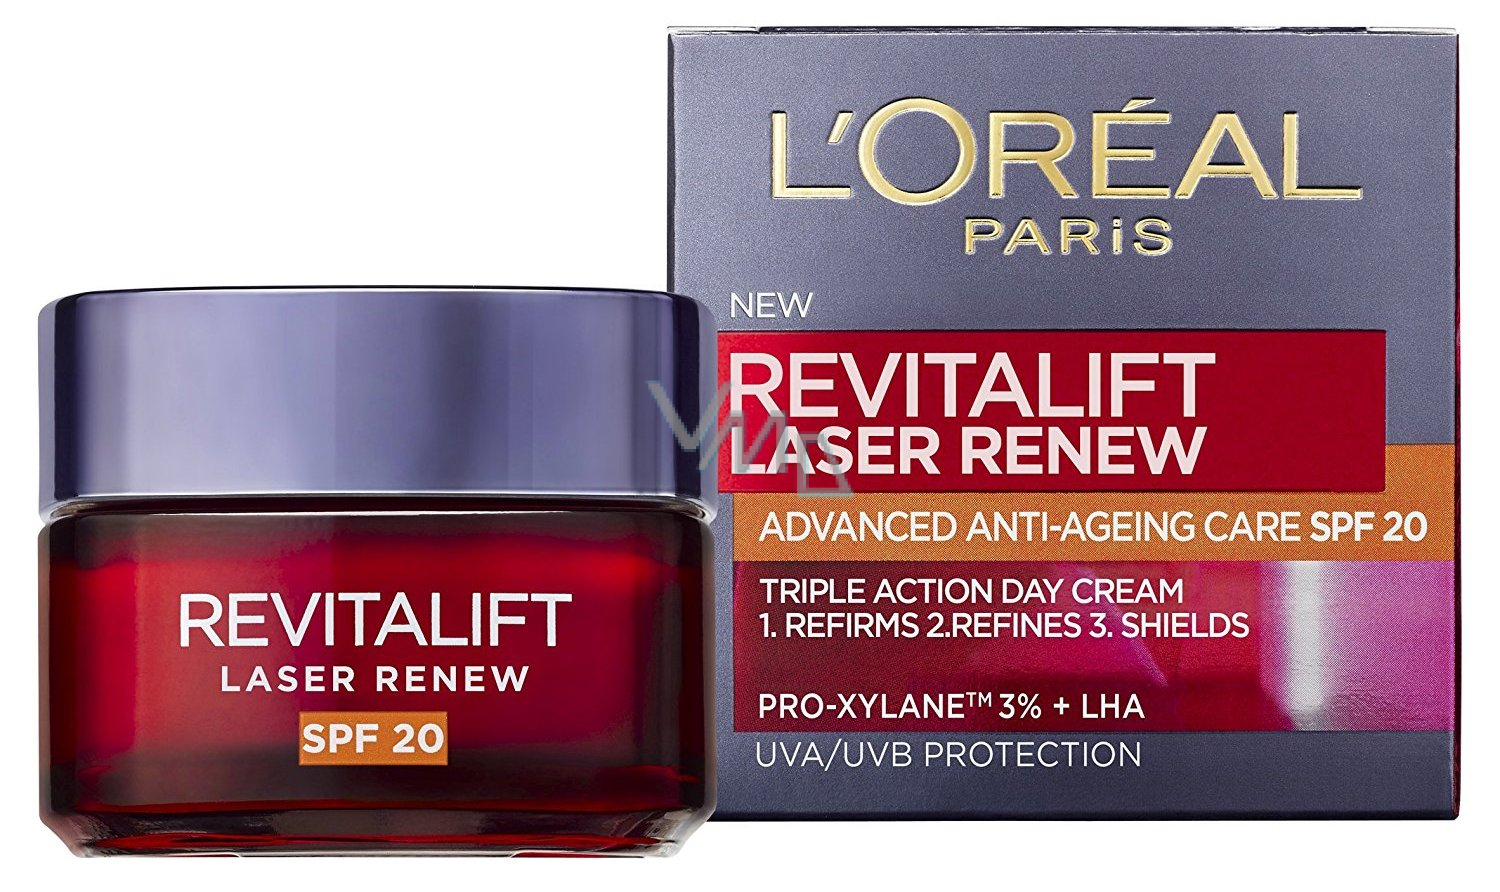 L'ORÉAL
PARiS
NEW
REVITALIFT
LASER RENEW
ADVANCED ANTI-AGEING CARE SPF 20
TRIPLE ACTION DAY CREAM
1. REFIRMS 2.REFINES 3. SHIELDS
PRO-XYLANE™ 3% + LHA
UVA/UVB PROTECTION
REVITALIFT
LASER RENEW
SPF 20